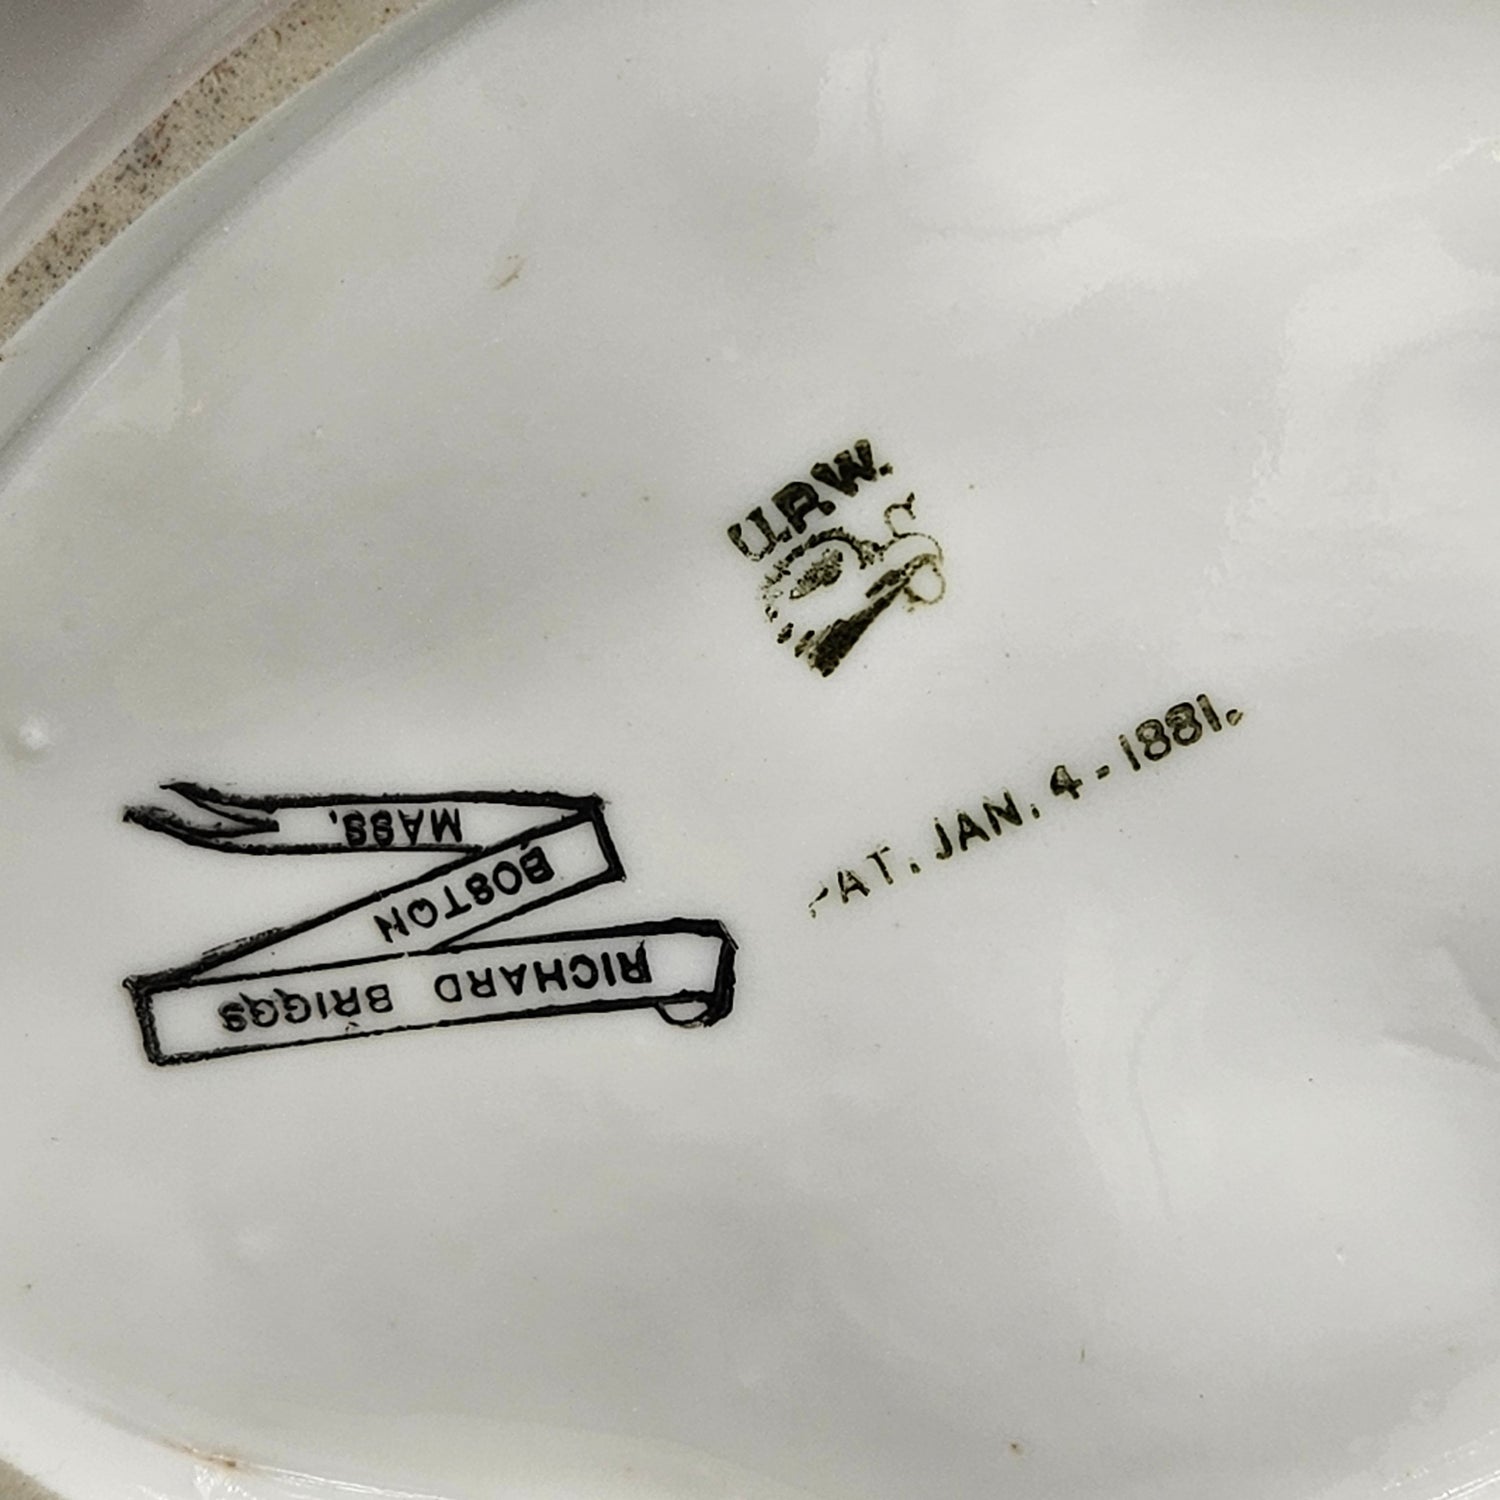 U.P.W.
S
PAT. JAN. 4-1881.
RICHARD BRIGGS
BOSTON
MASS.